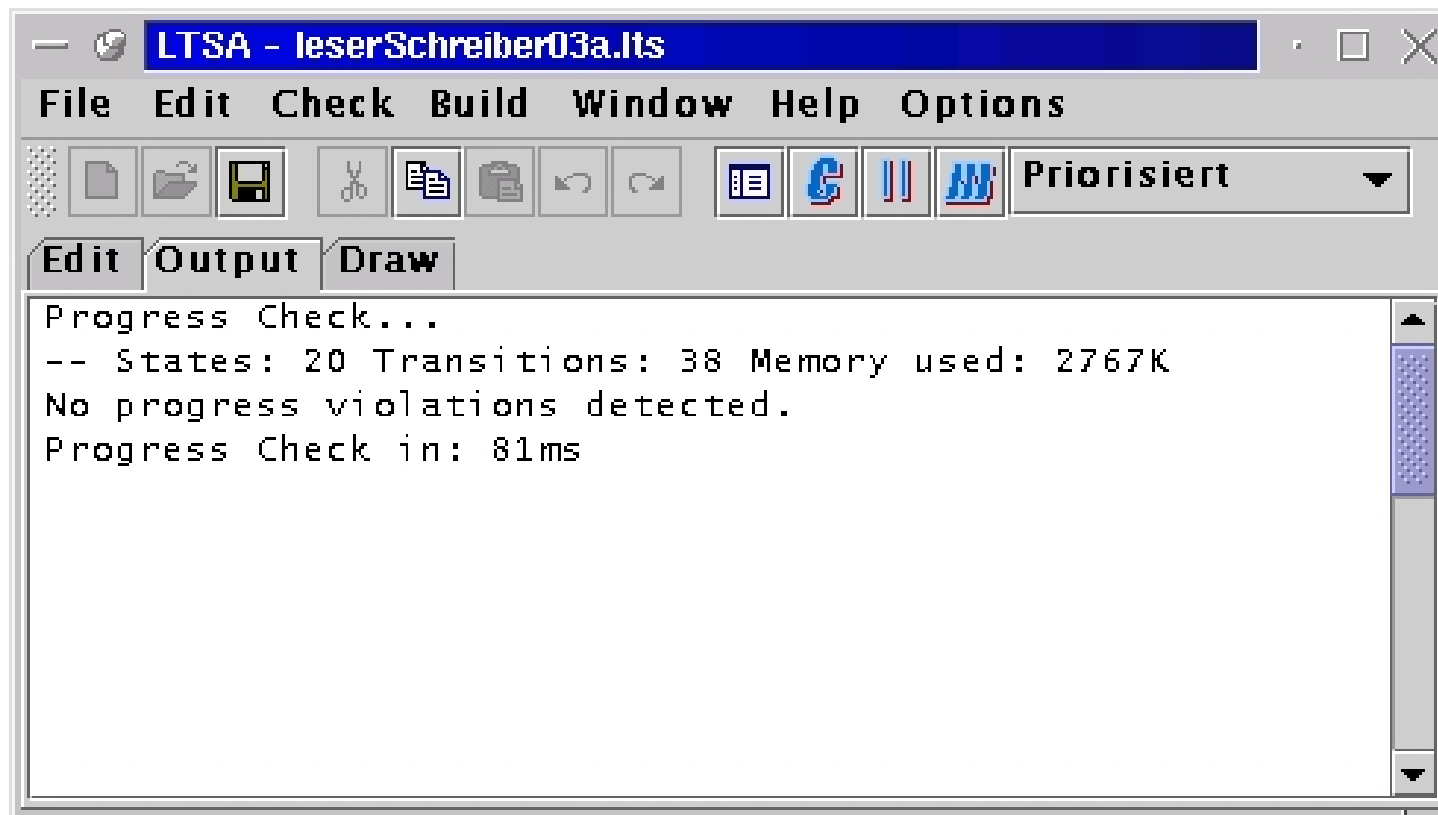 LTSA - leserSchreiber03a.lts
File Edit Check Build Window Help Options
Priorisiert
Edit Output Draw
Progress Check...
-- States: 20 Transitions: 38 Memory used: 2767K
No progress violations detected.
Progress Check in: 81ms